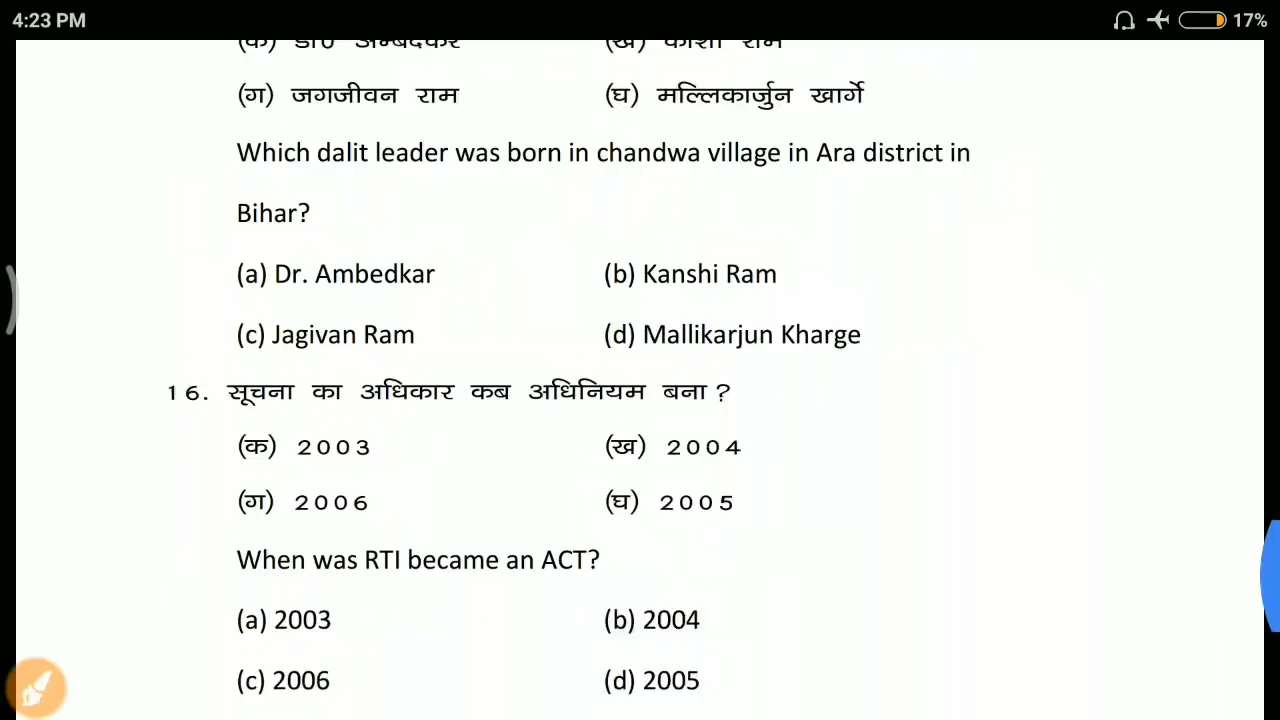 4:23 PM 17%
(ग) जगजीवन राम (घ) मल्लिकार्जुन खार्गे
Which dalit leader was born in chandwa village in Ara district in
Bihar?
(a) Dr. Ambedkar (b) Kanshi Ram
(c) Jagivan Ram (d) Mallikarjun Kharge
16. सूचना का अधिकार कब अधिनियम बना ?
(क) 2003 (ख) 2004
(ग) 2006 (घ) 2005
When was RTI became an ACT?
(a) 2003 (b) 2004
(c) 2006 (d) 2005